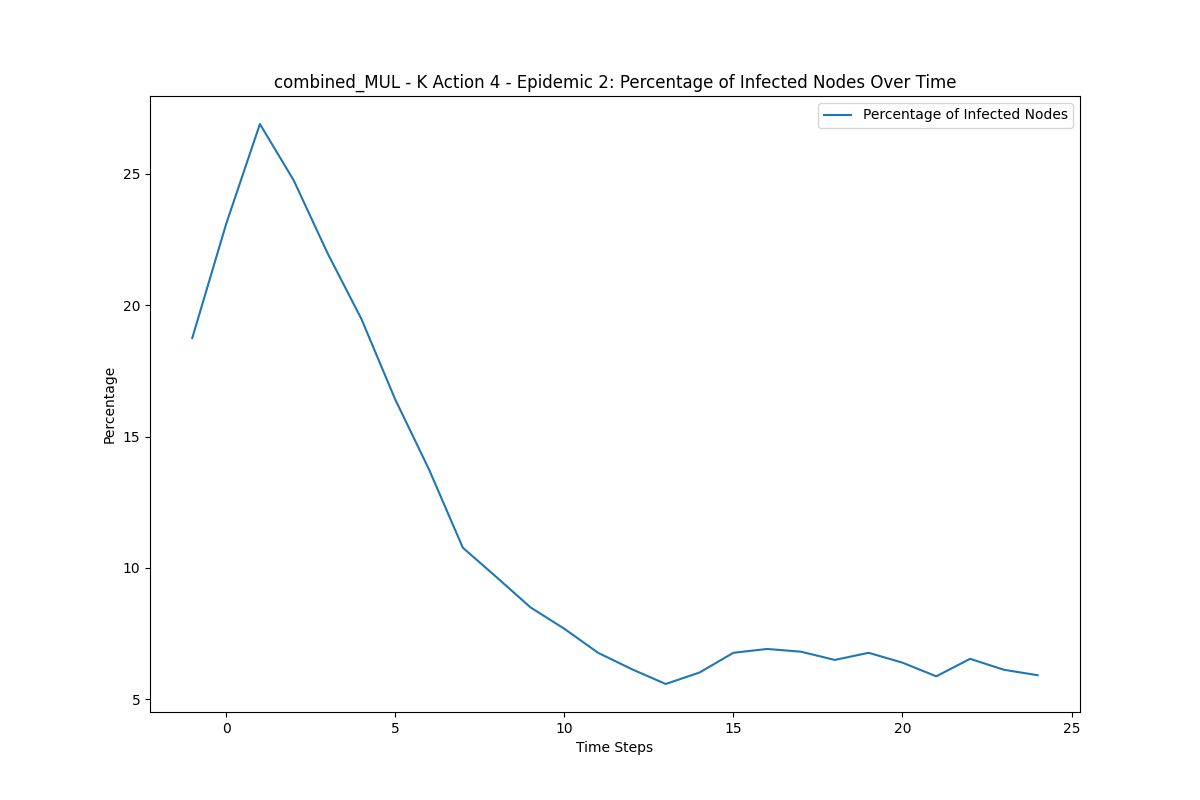 combined_MUL - K Action 4 - Epidemic 2: Percentage of Infected Nodes Over Time
Percentage of Infected Nodes
25
20
15
10
5
Percentage
0 5 10 15 20 25
Time Steps